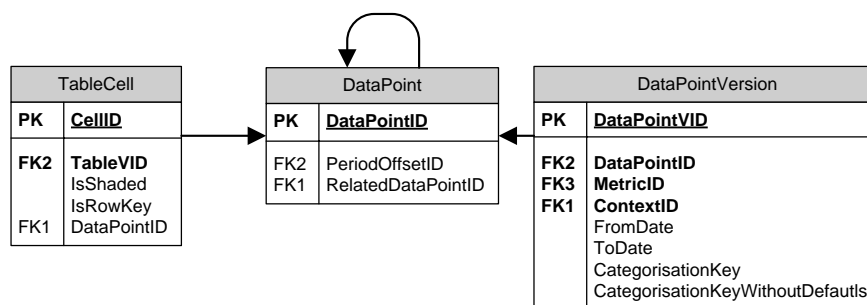 TableCell
PK CellID
FK2 TableVID
IsShaded
IsRowKey
FK1 DataPointID
DataPoint
PK DataPointID
FK2 PeriodOffsetID
FK1 RelatedDataPointID
DataPointVersion
PK DataPointVID
FK2 DataPointID
FK3 MetricID
FK1 ContextID
FromDate
ToDate
CategorisationKey
CategorisationKeyWithoutDefautls